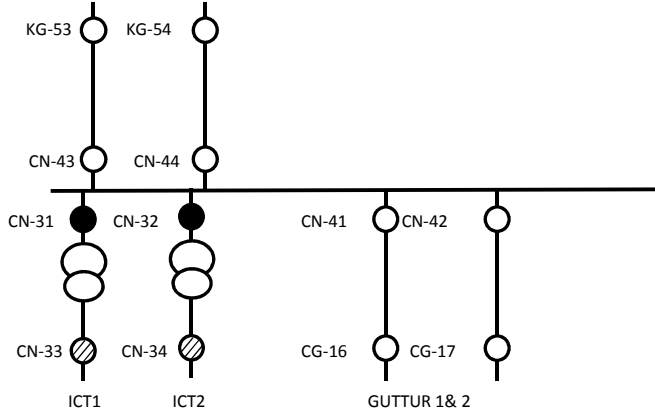 KG-53 KG-54
CN-43 CN-44
CN-31 CN-32 CN-41 CN-42
CN-33 CN-34 CG-16 CG-17
ICT1 ICT2 GUTTUR 1& 2